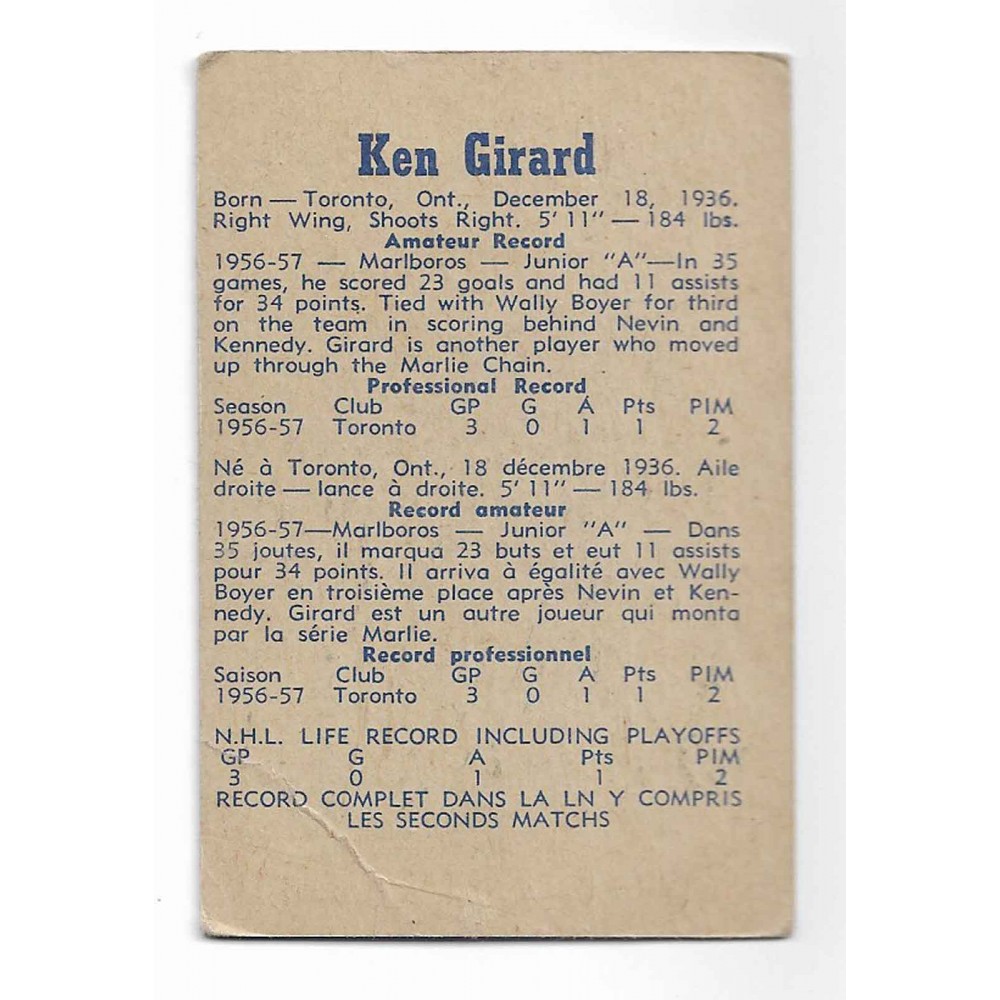 Ken Girard
Born — Toronto, Ont., December 18, 1936.
Right Wing, Shoots Right. 5' 11" — 184 lbs.
Amateur Record
1956-57 — Marlboros — Junior "A"—In 35
games, he scored 23 goals and had 11 assists
for 34 points. Tied with Wally Boyer for third
on the team in scoring behind Nevin and
Kennedy. Girard is another player who moved
up through the Marlie Chain.
Professional Record
Season Club GP G A Pts PIM
1956-57 Toronto 3 0 1 1 2
Né à Toronto, Ont., 18 décembre 1936. Aile
droite — lance à droite. 5' 11" — 184 lbs.
Record amateur
1956-57—Marlboros — Junior "A" — Dans
35 joutes, il marqua 23 buts et eut 11 assists
pour 34 points. Il arriva à égalité avec Wally
Boyer en troisième place après Nevin et Ken-
nedy. Girard est un autre joueur qui monta
par la série Marlie.
Record professionnel
Saison Club GP G A Pts PIM
1956-57 Toronto 3 0 1 1 2
N.H.L. LIFE RECORD INCLUDING PLAYOFFS
GP G A Pts PIM
3 0 1 1 2
RECORD COMPLET DANS LA LN Y COMPRIS
LES SECONDS MATCHS